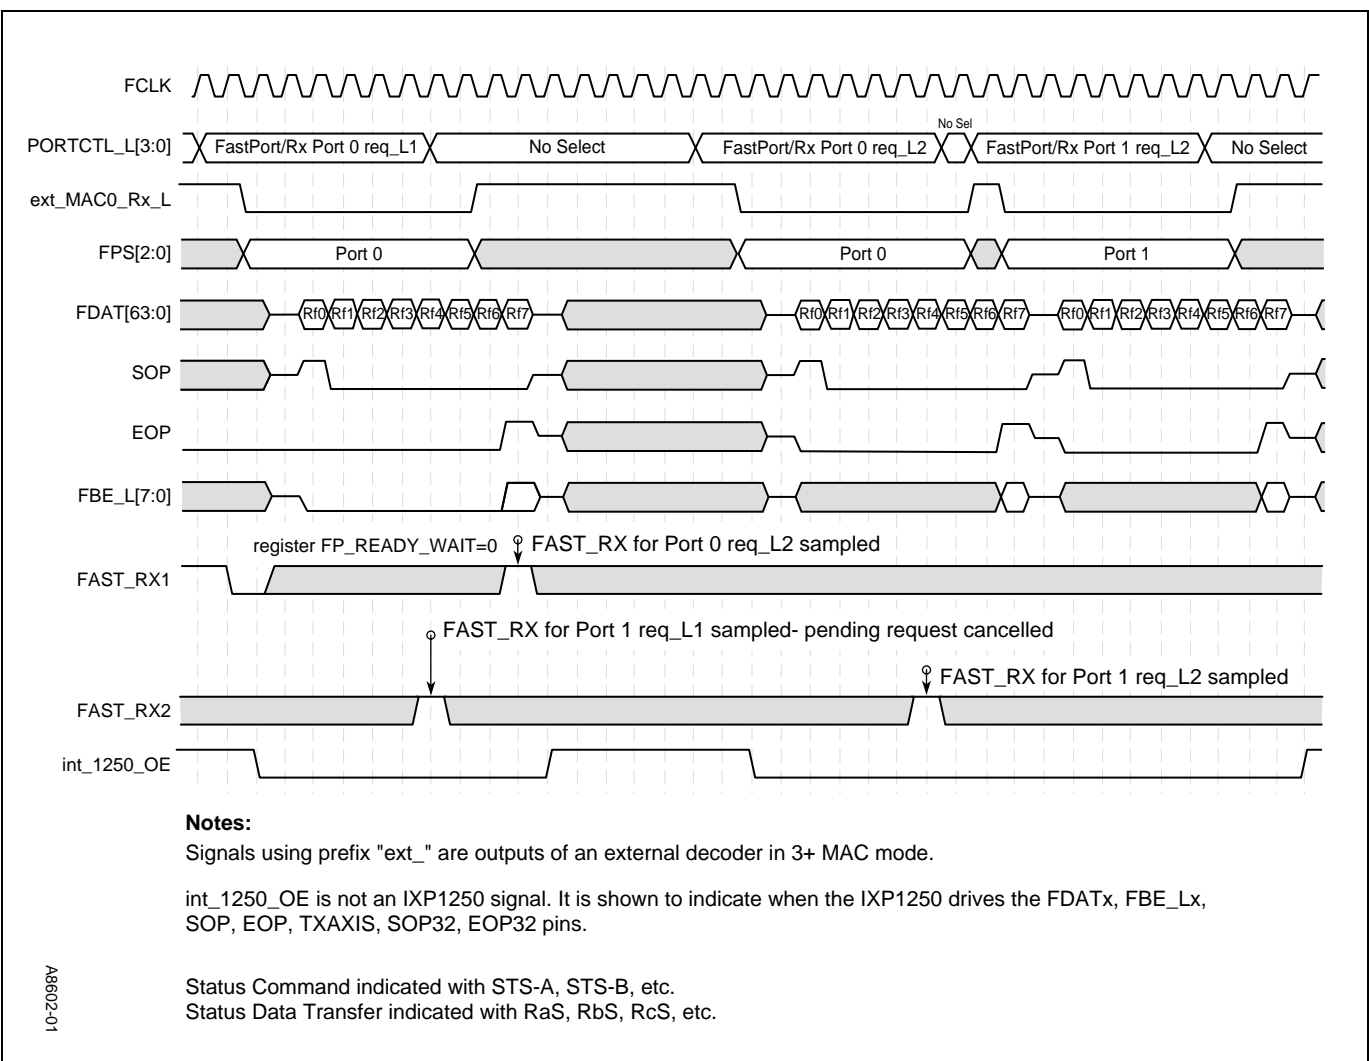 FCLK
No Sel
PORTCTL_L[3:0] FastPort/Rx Port 0 req_L1 No Select FastPort/Rx Port 0 req_L2 FastPort/Rx Port 1 req_L2 No Select
ext_MAC0_Rx_L
FPS[2:0] Port 0 Port 0 Port 1
FDAT[63:0] Rf0 Rf1 Rf2 Rf3 Rf4 Rf5 Rf6 Rf7 Rf0 Rf1 Rf2 Rf3 Rf4 Rf5 Rf6 Rf7 Rf0 Rf1 Rf2 Rf3 Rf4 Rf5 Rf6 Rf7
SOP
EOP
FBE_L[7:0]
register FP_READY_WAIT=0 FAST_RX for Port 0 req_L2 sampled
FAST_RX1
FAST_RX for Port 1 req_L1 sampled- pending request cancelled
FAST_RX for Port 1 req_L2 sampled
FAST_RX2
int_1250_OE
Notes:
Signals using prefix "ext_" are outputs of an external decoder in 3+ MAC mode.
int_1250_OE is not an IXP1250 signal. It is shown to indicate when the IXP1250 drives the FDATx, FBE_Lx,
SOP, EOP, TXAXIS, SOP32, EOP32 pins.
Status Command indicated with STS-A, STS-B, etc.
Status Data Transfer indicated with RaS, RbS, RcS, etc.
A8602-01